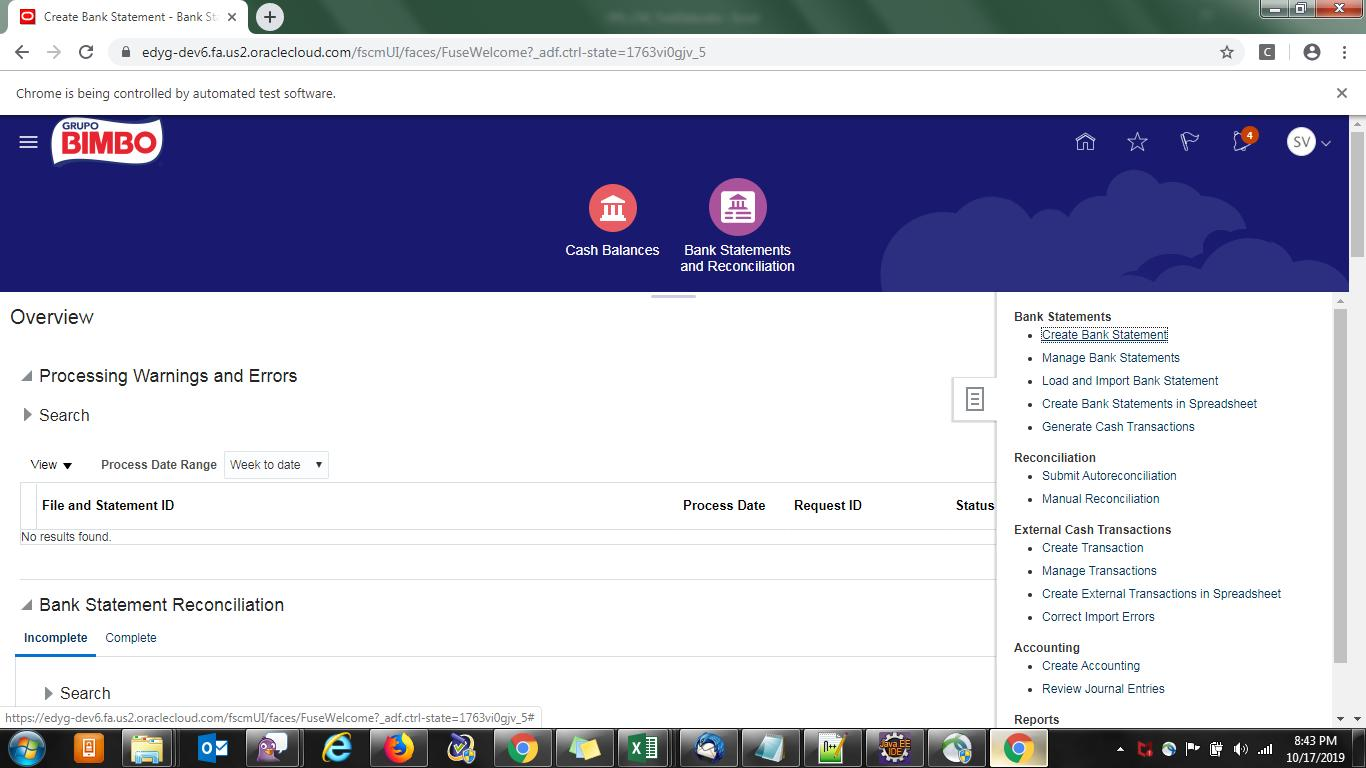 Create Bank Statement - Bank St
edyg-dev6.fa.us2.oraclecloud.com/fscmUI/faces/FuseWelcome?_adf.ctrl-state=1763vi0gjv_5
C
Chrome is being controlled by automated test software.
GRUPO
BIMBO
4
SV
Cash Balances
Bank Statements
and Reconciliation
Overview
Processing Warnings and Errors
Search
View
Process Date Range
Week to date
File and Statement ID
Process Date
Request ID
Status
No results found.
Bank Statement Reconciliation
Incomplete
Complete
Search
Bank Statements
Create Bank Statement
Manage Bank Statements
Load and Import Bank Statement
Create Bank Statements in Spreadsheet
Generate Cash Transactions
Reconciliation
Submit Autoreconciliation
Manual Reconciliation
External Cash Transactions
Create Transaction
Manage Transactions
Create External Transactions in Spreadsheet
Correct Import Errors
Accounting
Create Accounting
Review Journal Entries
Reports
https://edyg-dev6.fa.us2.oraclecloud.com/fscmUI/faces/FuseWelcome?_adf.ctrl-state=1763vi0gjv_5#
Java EE
IDE
8:43 PM
10/17/2019